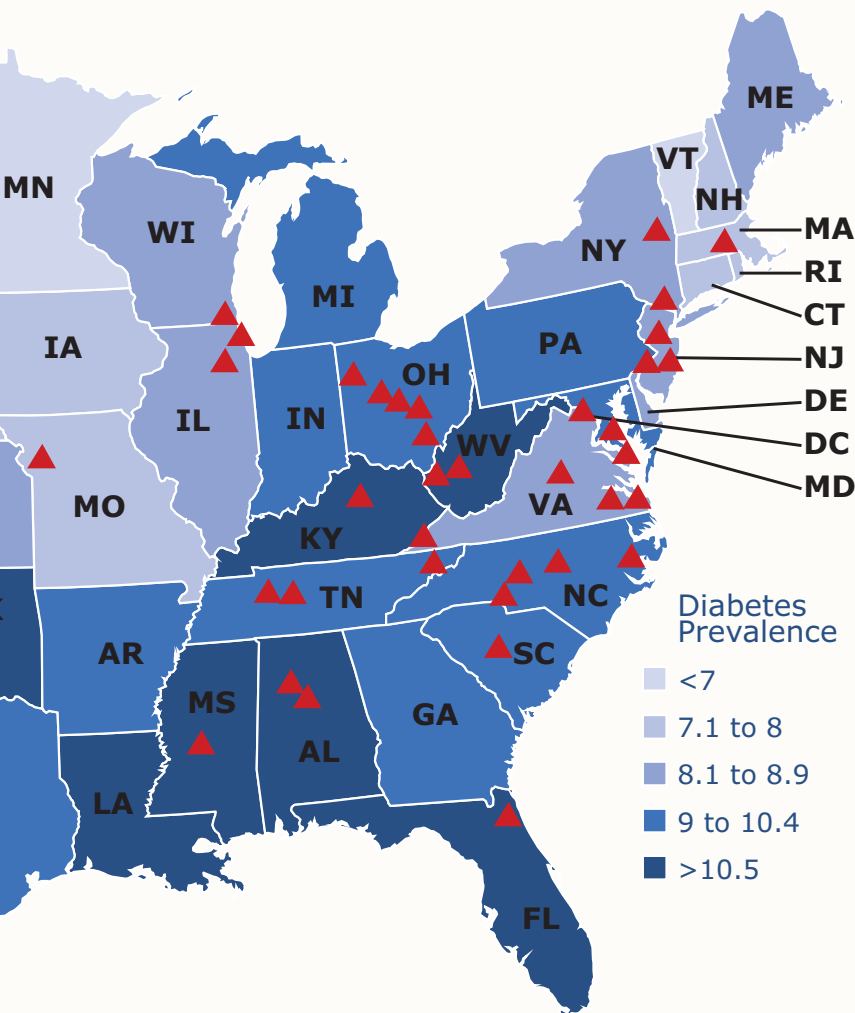 ME
VT
MN
NH
MA
WI
NY
RI
MI
CT
IA
PA
NJ
OH
DE
IN
IL
WV
DC
MD
MO
VA
KY
TN
NC
AR
SC
MS
GA
AL
LA
FL
Diabetes
Prevalence
<7
7.1 to 8
8.1 to 8.9
9 to 10.4
>10.5